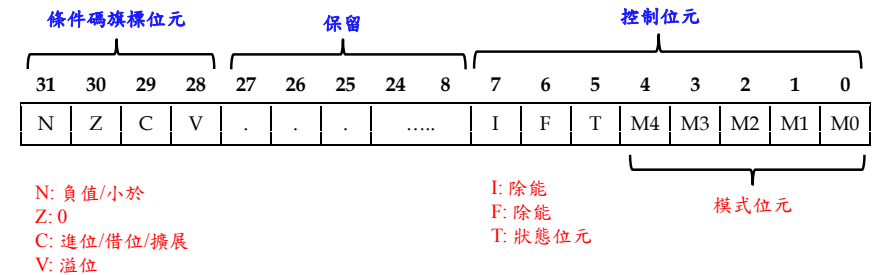 條件碼旗標位元 保留 控制位元
31 30 29 28 27 26 25 24 8 7 6 5 4 3 2 1 0
N Z C V . . . ..... I F T M4 M3 M2 M1 M0
N: 負值/小於
Z: 0
C: 進位/借位/擴展
V: 溢位
I: 除能
F: 除能
T: 狀態位元
模式位元